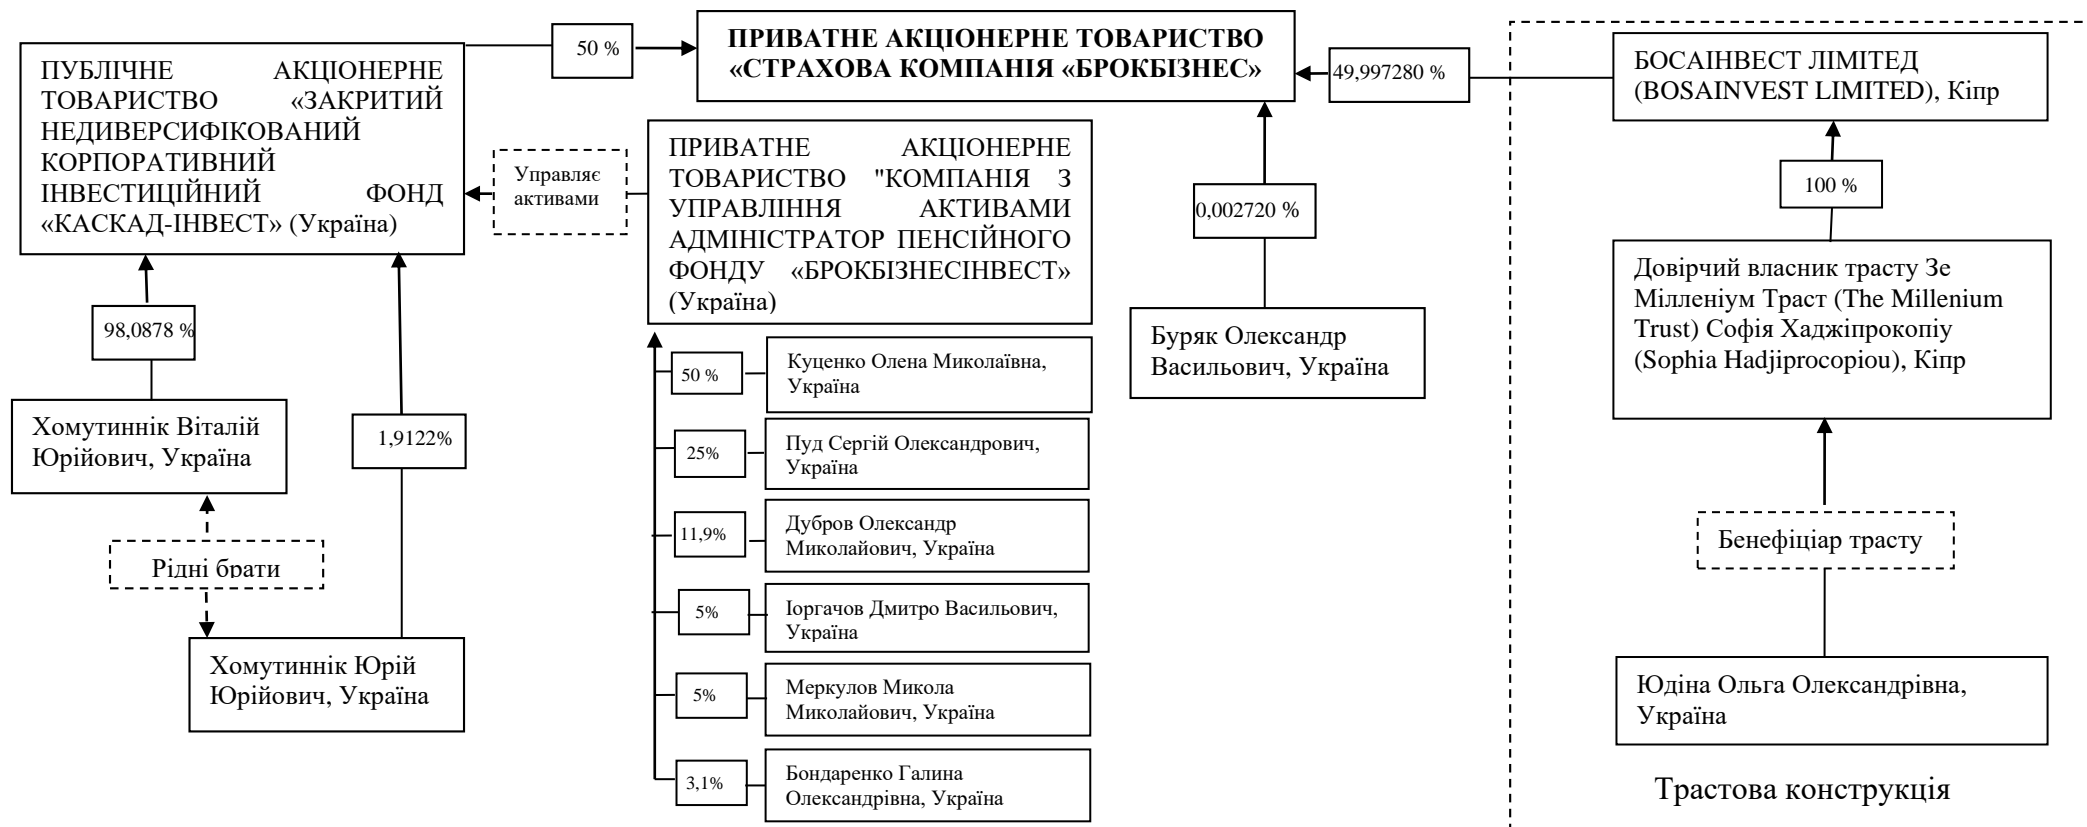 ПРИВАТНЕ АКЦІОНЕРНЕ ТОВАРИСТВО
«СТРАХОВА КОМПАНІЯ «БРОКБІЗНЕС»
50 %
49,997280 %
ПУБЛІЧНЕ АКЦІОНЕРНЕ
ТОВАРИСТВО «ЗАКРИТИЙ
НЕДИВЕРСИФІКОВАНИЙ
КОРПОРАТИВНИЙ
ІНВЕСТИЦІЙНИЙ ФОНД
«КАСКАД-ІНВЕСТ» (Україна)
Управляє
активами
ПРИВАТНЕ АКЦІОНЕРНЕ
ТОВАРИСТВО "КОМПАНІЯ З
УПРАВЛІННЯ АКТИВАМИ
АДМІНІСТРАТОР ПЕНСІЙНОГО
ФОНДУ «БРОКБІЗНЕСІНВЕСТ»
(Україна)
0,002720 %
Буряк Олександр
Васильович, Україна
БОСАІНВЕСТ ЛІМІТЕД
(BOSAINVEST LIMITED), Кіпр
100 %
Довірчий власник трасту Зе
Мілленіум Траст (The Millenium
Trust) Софія Хаджіпрокопіу
(Sophia Hadjiprocopiou), Кіпр
Бенефіціар трасту
Юдіна Ольга Олександрівна,
Україна
Трастова конструкція
98,0878 %
Хомутиннік Віталій
Юрійович, Україна
1,9122%
Рідні брати
Хомутиннік Юрій
Юрійович, Україна
50 %
Куценко Олена Миколаївна,
Україна
25%
Пуд Сергій Олександрович,
Україна
11,9%
Дубров Олександр
Миколайович, Україна
5%
Іоргачов Дмитро Васильович,
Україна
5%
Меркулов Микола
Миколайович, Україна
3,1%
Бондаренко Галина
Олександрівна, Україна